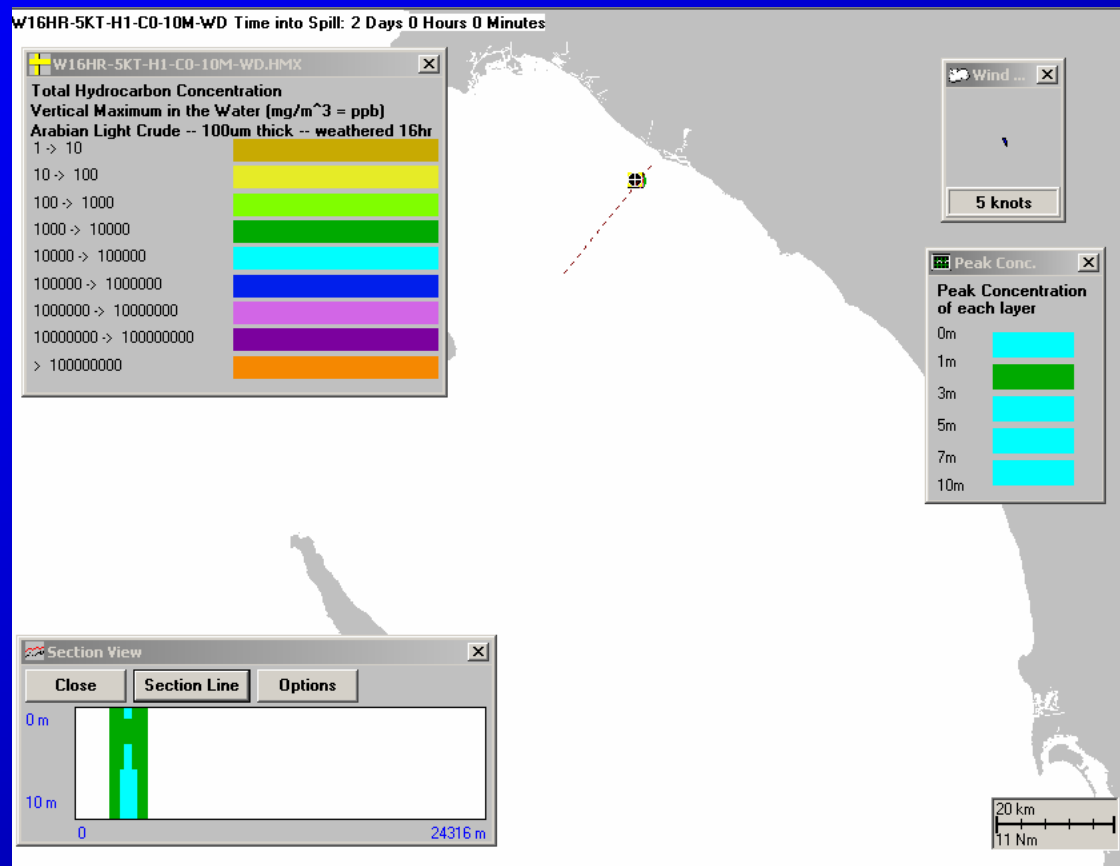 W16HR-5KT-H1-C0-10M-WD Time into Spill: 2 Days 0 Hours 0 Minutes
W16HR-5KT-H1-C0-10M-WD.HMX
Total Hydrocarbon Concentration
Vertical Maximum in the Water (mg/m^3 = ppb)
Arabian Light Crude -- 100um thick -- weathered 16hr
1 -> 10
10 -> 100
100 -> 1000
1000 -> 10000
10000 -> 100000
100000 -> 1000000
1000000 -> 10000000
10000000 -> 100000000
> 100000000
Wind ...
5 knots
Peak Conc.
Peak Concentration
of each layer
0m
1m
3m
5m
7m
10m
Section View
Close Section Line Options
0 m
10 m
0 24316 m
20 km
11 Nm